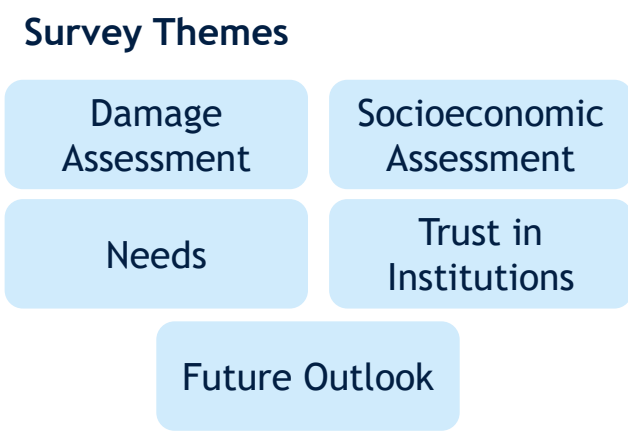 Survey Themes
Damage
Assessment
Socioeconomic
Assessment
Needs
Trust in
Institutions
Future Outlook